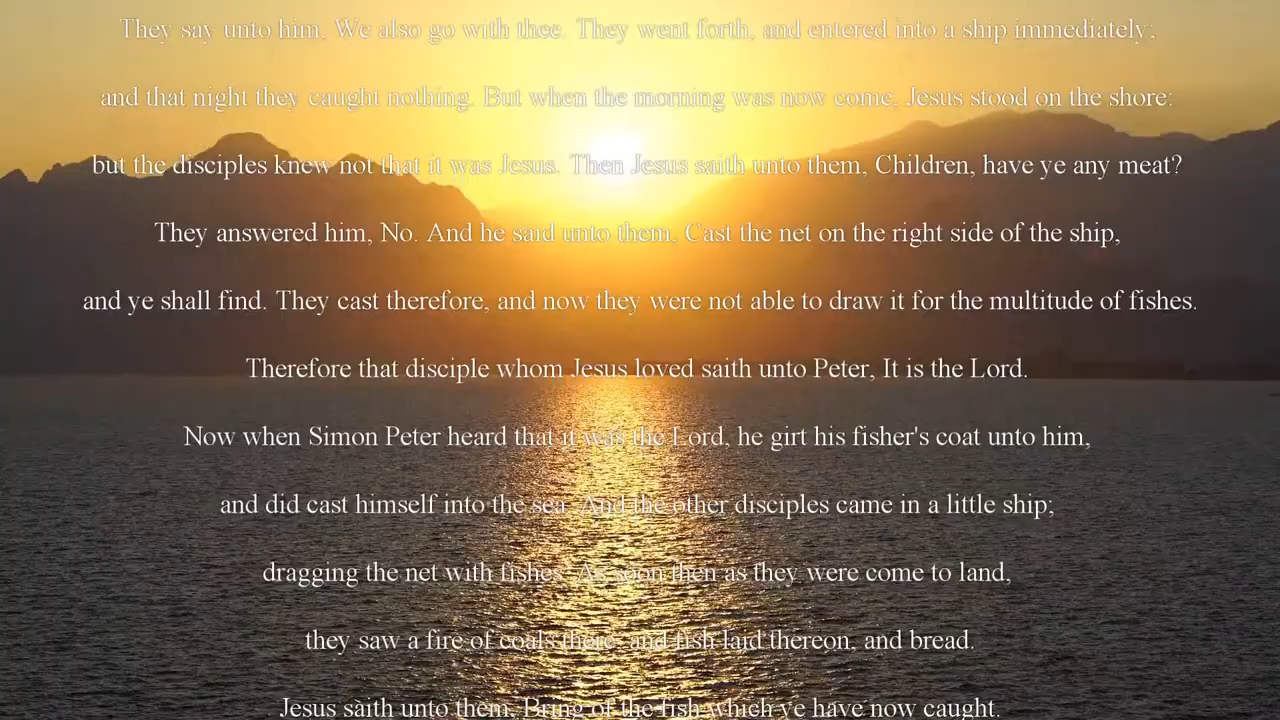 They say unto him, We also go with thee. They went forth, and entered into a ship immediately;
and that night they caught nothing. But when the morning was now come, Jesus stood on the shore:
but the disciples knew not that it was Jesus. Then Jesus saith unto them, Children, have ye any meat?
They answered him, No. And he said unto them, Cast the net on the right side of the ship,
and ye shall find. They cast therefore, and now they were not able to draw it for the multitude of fishes.
Therefore that disciple whom Jesus loved saith unto Peter, It is the Lord.
Now when Simon Peter heard that it was the Lord, he girt his fisher's coat unto him,
and did cast himself into the sea. And the other disciples came in a little ship;
dragging the net with fishes. As soon then as they were come to land,
they saw a fire of coals there, and fish laid thereon, and bread.
Jesus saith unto them, Bring of the fish which ye have now caught.